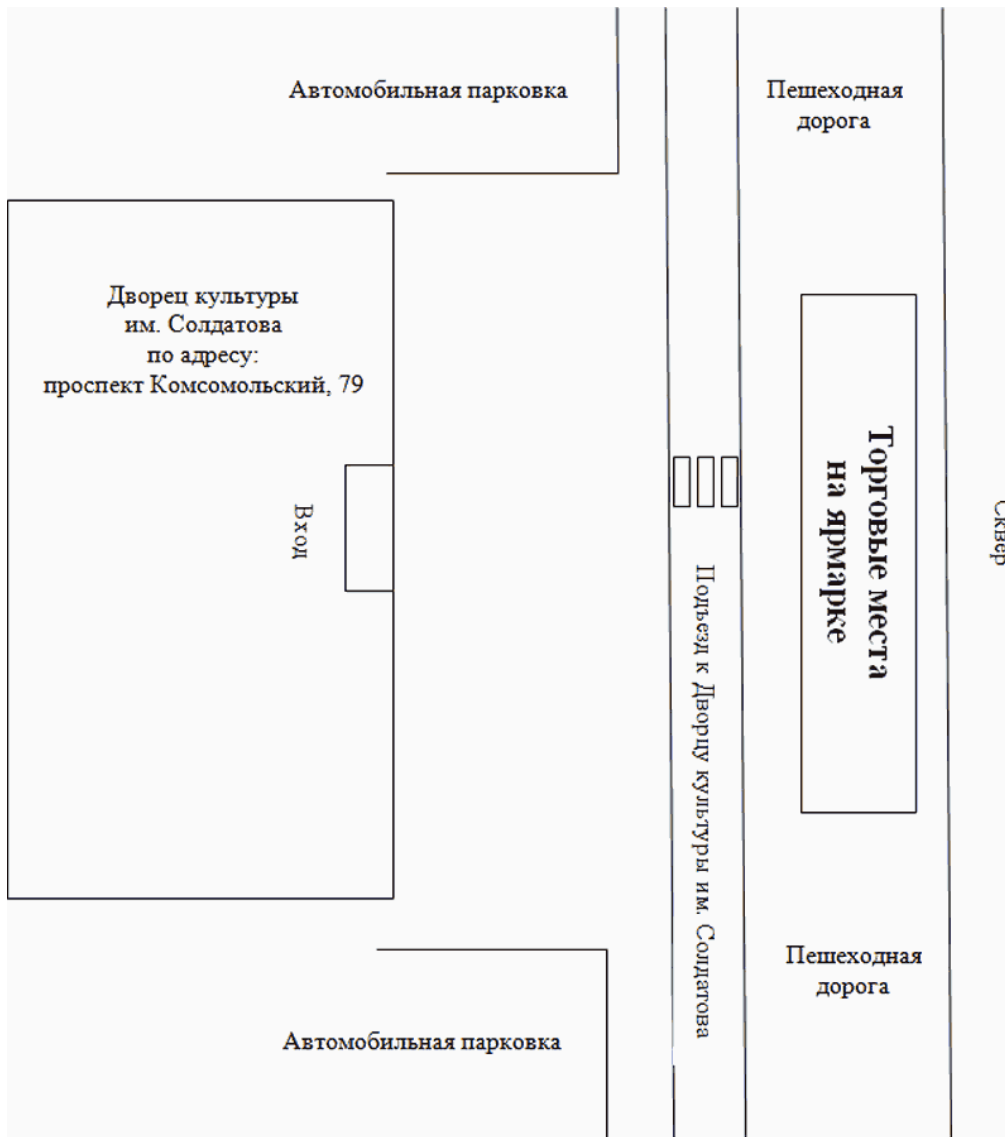 Автомобильная парковка
Пешеходная
дорога
Дворец культуры
им. Солдатова
по адресу:
проспект Комсомольский, 79
Вход
Торговые места
на ярмарке
Сквер
Подъезд к Дворцу культуры им. Солдатова
Пешеходная
дорога
Автомобильная парковка